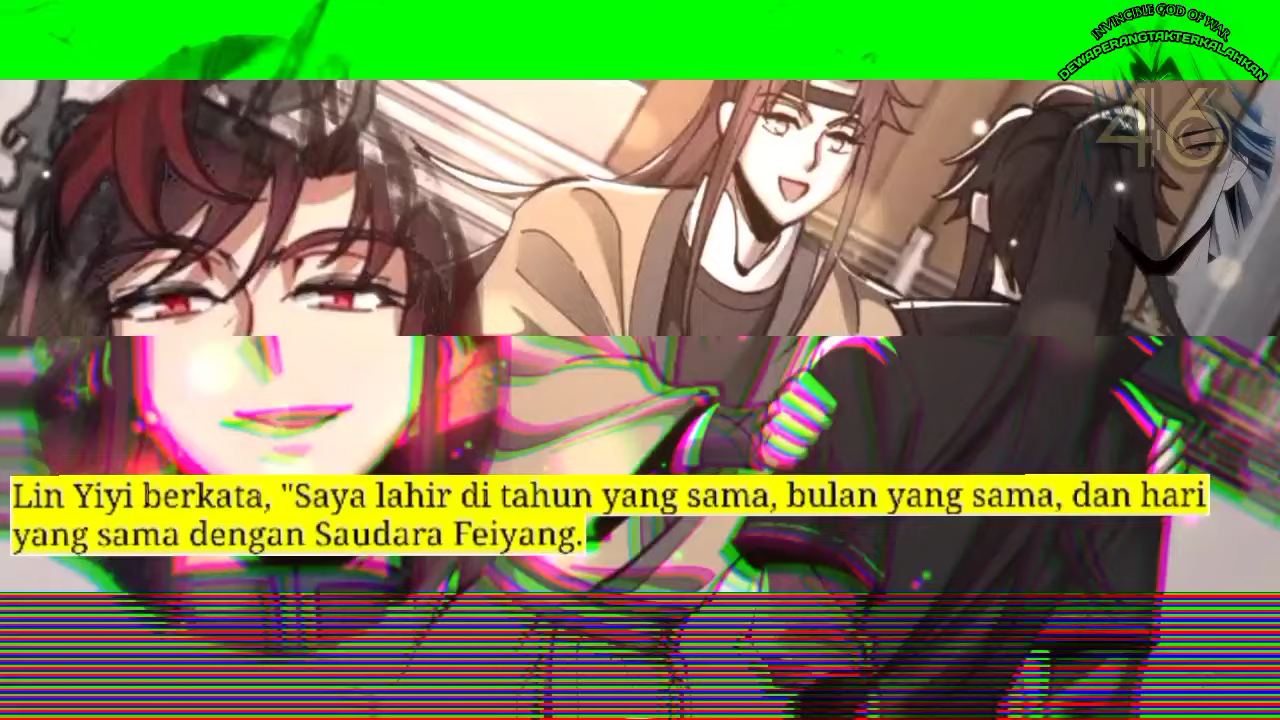 INVINCIBLE GOD OF WAR
DEWAPERANGTAKTERKALAHKAN
46
Lin Yiyi berkata, "Saya lahir di tahun yang sama, bulan yang sama, dan hari
yang sama dengan Saudara Feiyang.